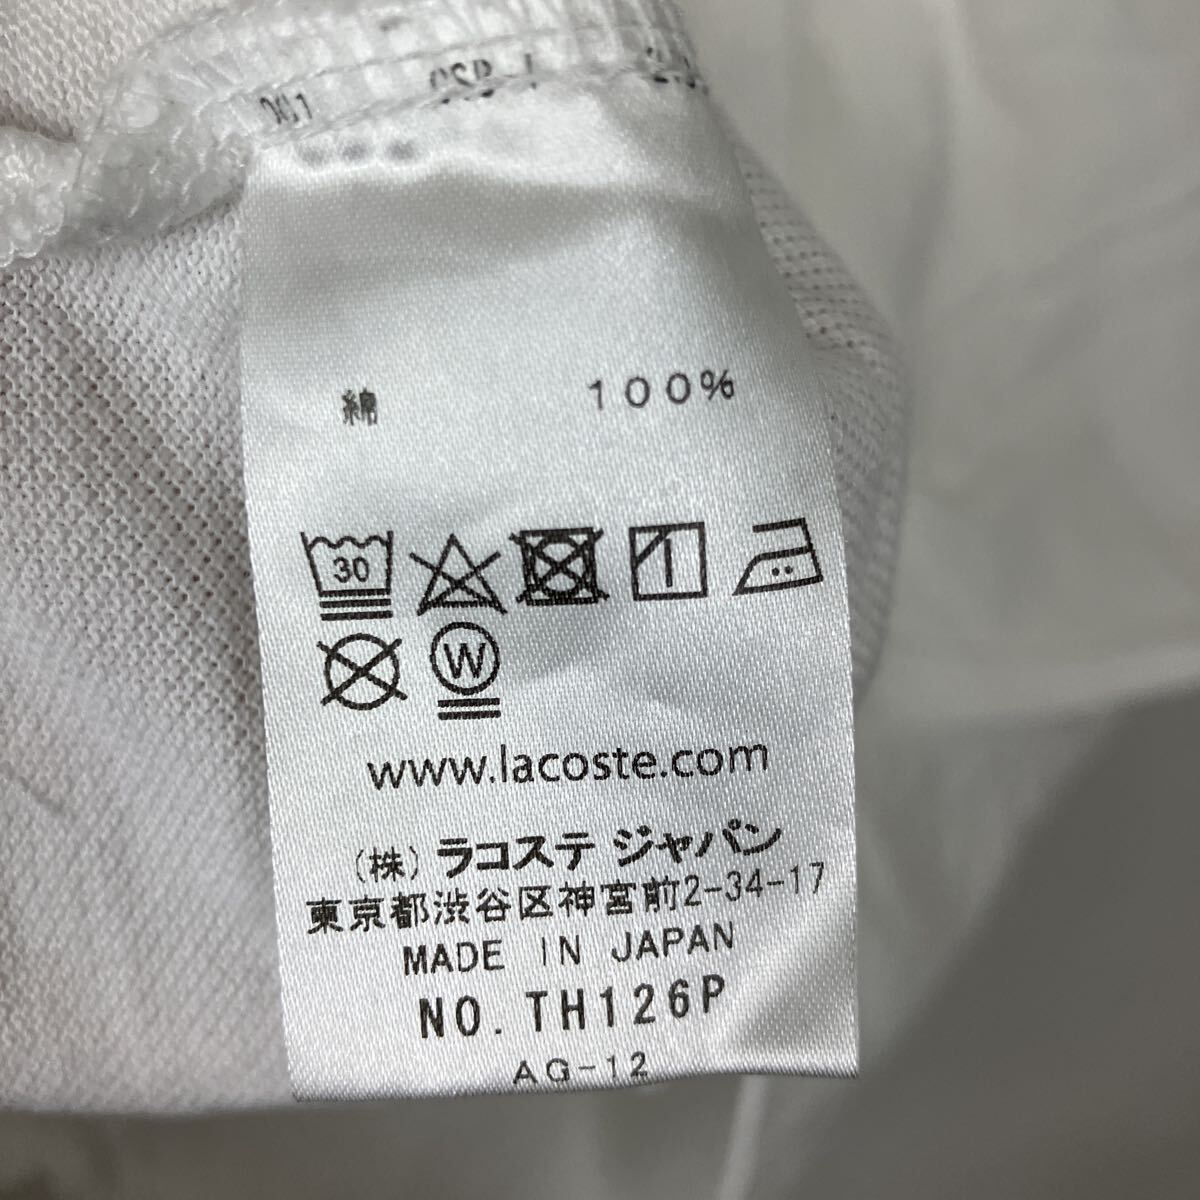 001
綿 100%
30
W
www.lacoste.com
(株) ラコステ ジャパン
東京都渋谷区神宮前2-34-17
MADE IN JAPAN
NO. TH126P
AG-12